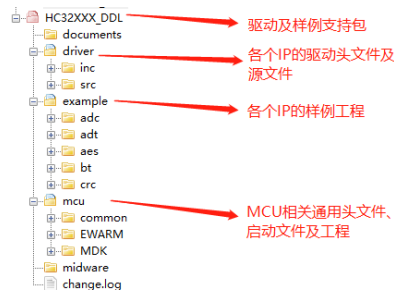 HC32XXX_DDL
驱动及样例支持包
documents
driver
各个IP的驱动头文件及
源文件
inc
src
example
各个IP的样例工程
adc
adt
aes
bt
crc
mcu
MCU相关通用头文件、
启动文件及工程
common
EWARM
MDK
midware
change.log